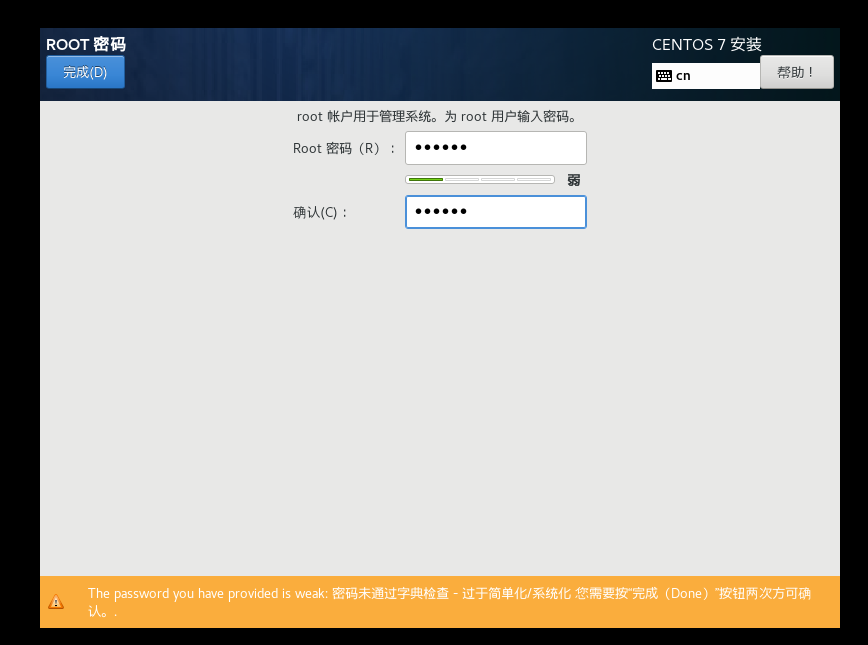 ROOT 密码
CENTOS 7 安装
完成(D)
cn
帮助！
root 帐户用于管理系统。为 root 用户输入密码。
Root 密码（R）：
••••••
弱
确认(C)：
••••••
The password you have provided is weak: 密码未通过字典检查 - 过于简单化/系统化 您需要按“完成（Done）”按钮两次方可确
认。.